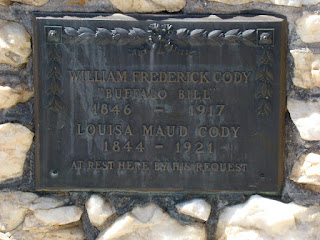 WILLIAM FREDERICK CODY
"BUFFALO BILL"
1846 - 1917
LOUISA MAUD CODY
1844 - 1921
AT REST HERE BY HIS REQUEST